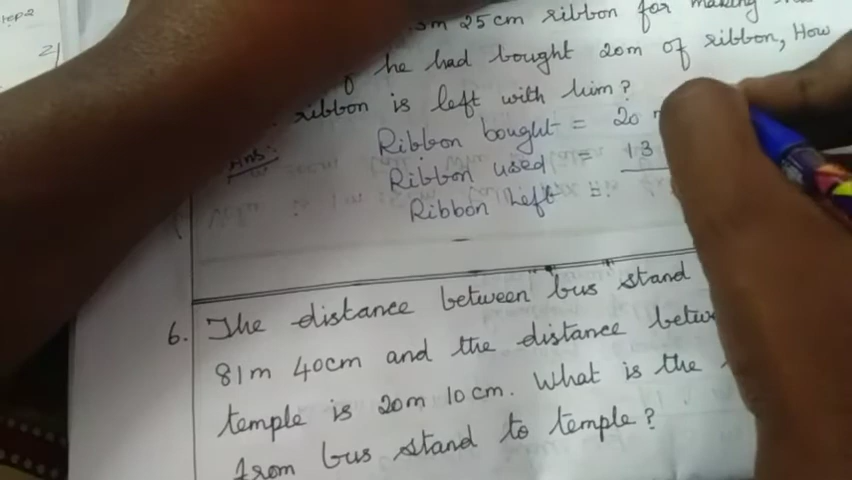 25cm ribbon for making
he had bought 20m of ribbon, How
ribbon is left with him?
Ans:
Ribbon bought = 20
Ribbon used = 13
Ribbon left =
6. The distance between bus stand
81m 40cm and the distance
temple is 20m 10cm. What is the
from bus stand to temple?